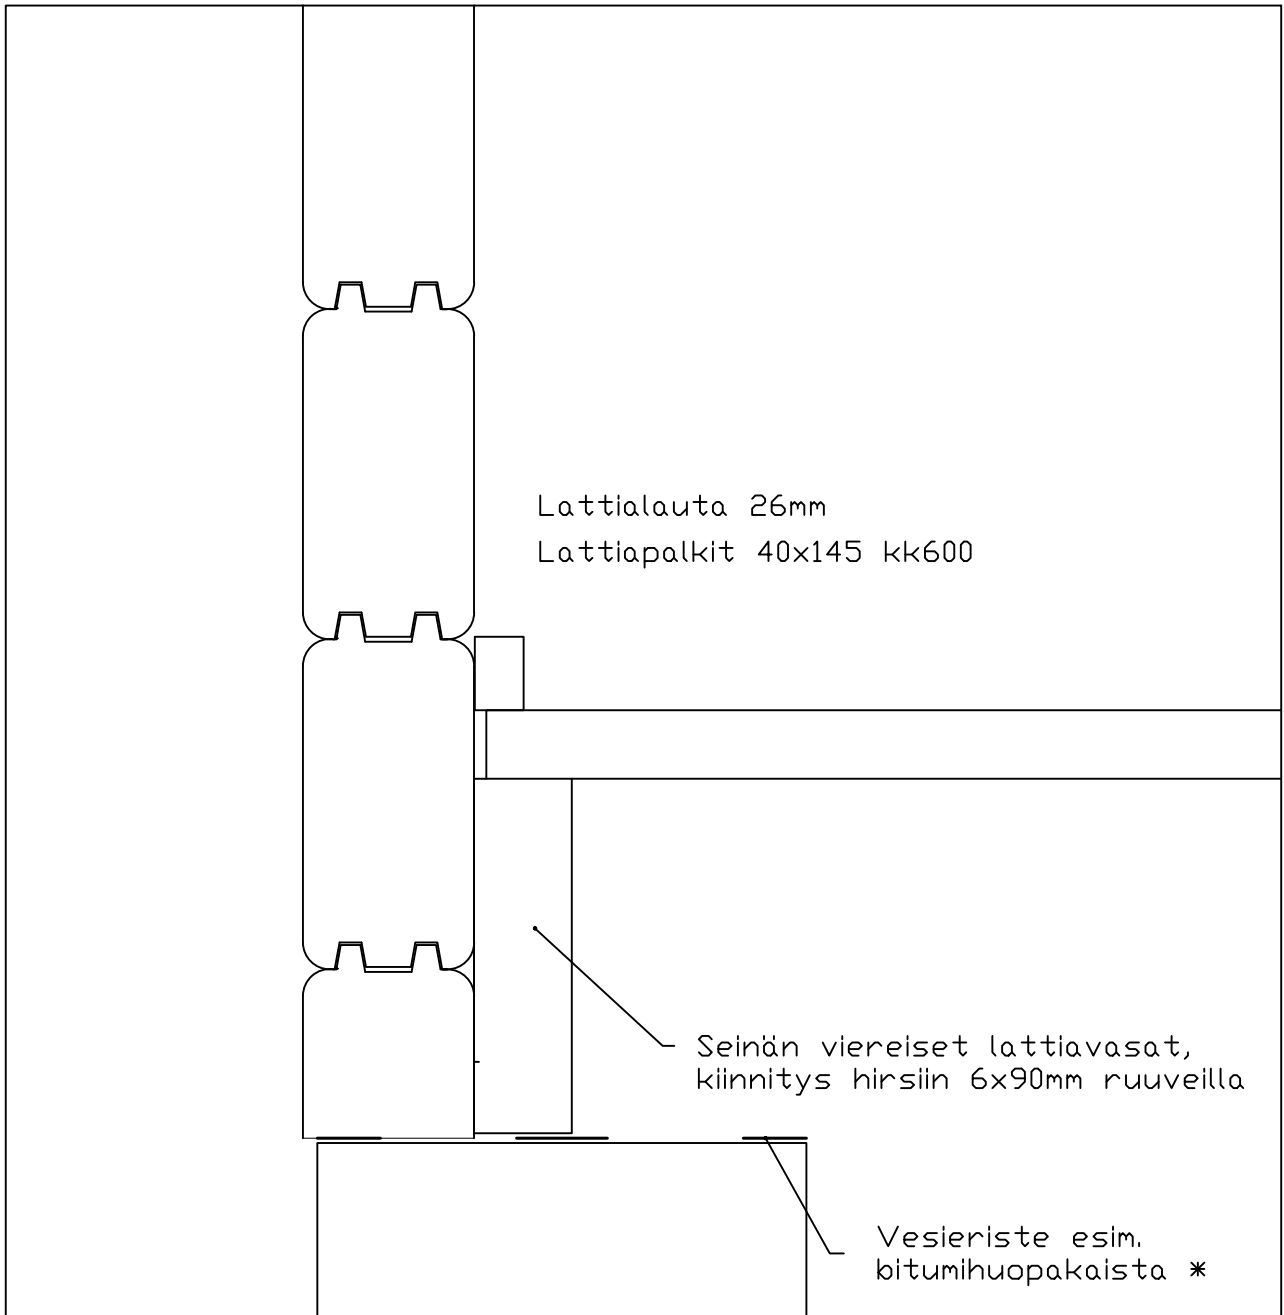 Lattialauta 26mm
Lattiapalkit 40x145 kk600
Seinän viereiset lattiavasat,
kiinnitys hirsiin 6x90mm ruuveilla
Vesieriste esim.
bitumihuopakaista *